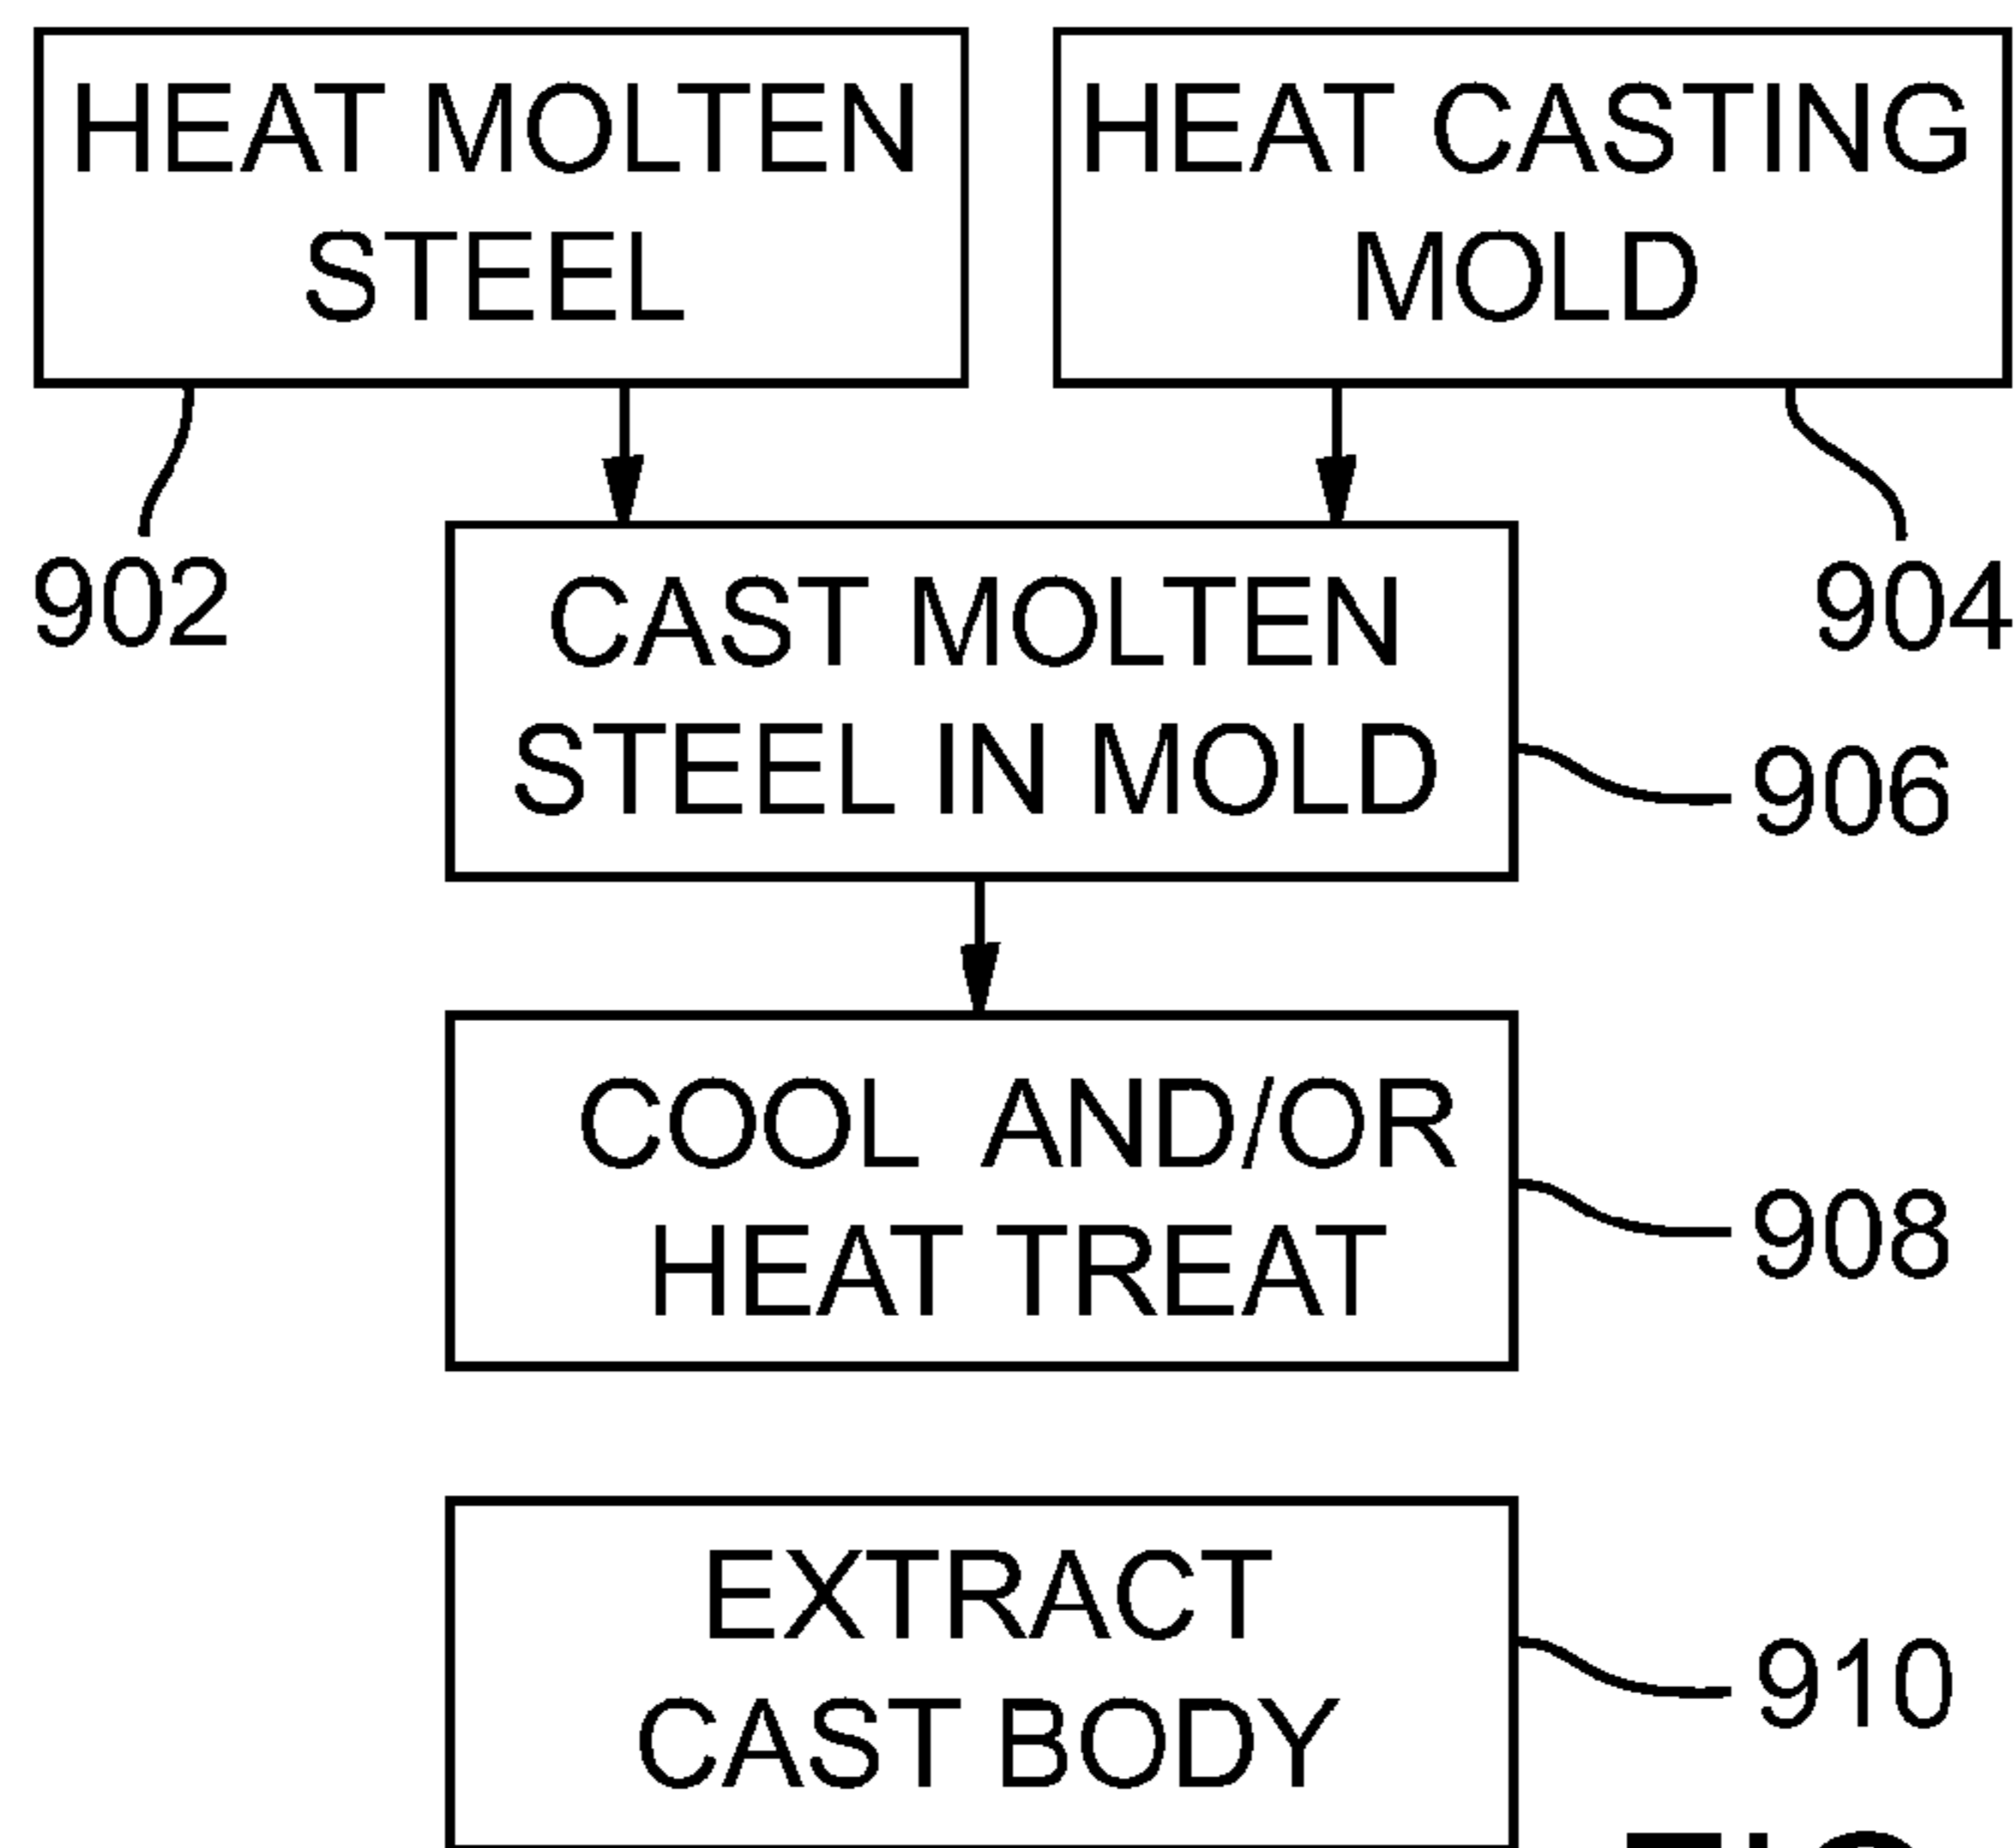 HEAT MOLTEN
STEEL
HEAT CASTING
MOLD
902
904
CAST MOLTEN
STEEL IN MOLD
906
COOL AND/OR
HEAT TREAT
908
EXTRACT
CAST BODY
910